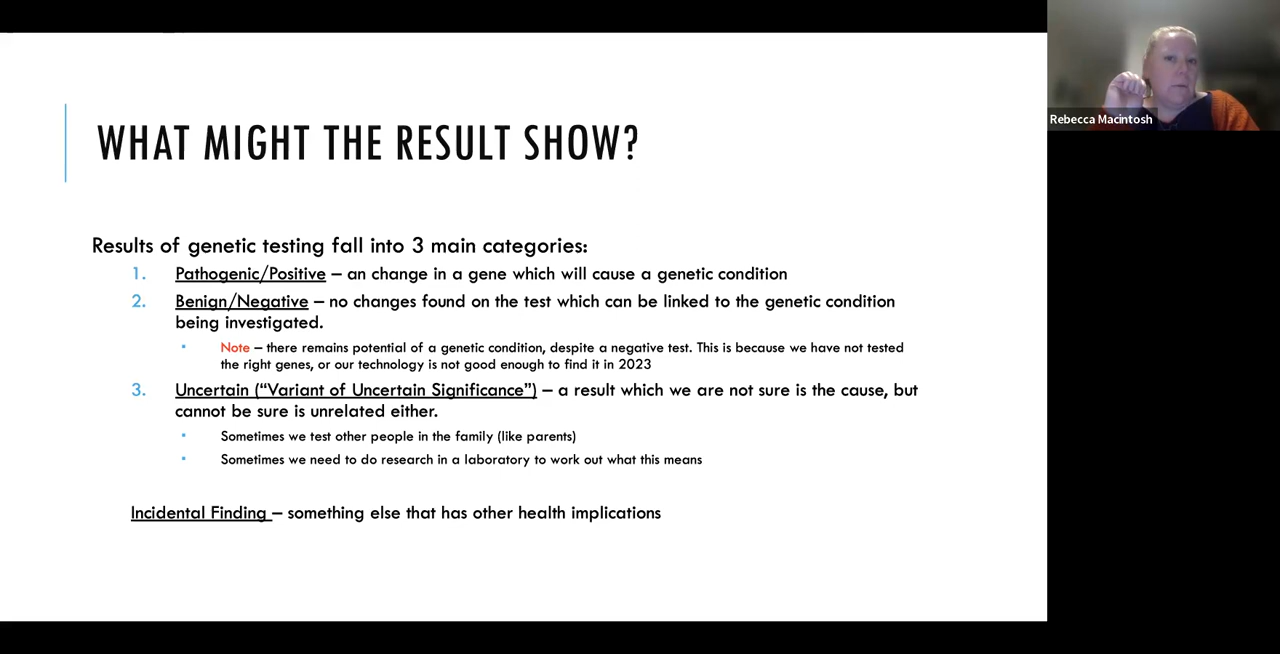 WHAT MIGHT THE RESULT SHOW?
Rebecca Macintosh
Results of genetic testing fall into 3 main categories:
1. Pathogenic/Positive – an change in a gene which will cause a genetic condition
2. Benign/Negative – no changes found on the test which can be linked to the genetic condition
being investigated.
▪ Note – there remains potential of a genetic condition, despite a negative test. This is because we have not tested
the right genes, or our technology is not good enough to find it in 2023
3. Uncertain (“Variant of Uncertain Significance”) – a result which we are not sure is the cause, but
cannot be sure is unrelated either.
▪ Sometimes we test other people in the family (like parents)
▪ Sometimes we need to do research in a laboratory to work out what this means
Incidental Finding – something else that has other health implications